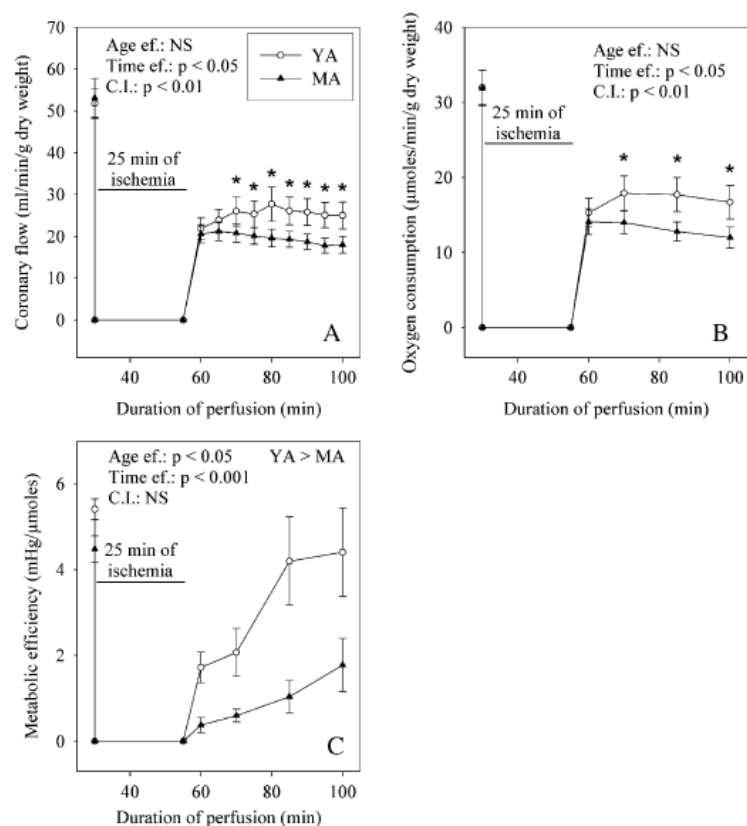 Coronary flow (ml/min/g dry weight)
70
60
50
40
30
20
10
0
Age ef.: NS
Time ef.: p < 0.05
C.I.: p < 0.01
YA
MA
25 min of
ischemia
* * * * * * *
A
40 60 80 100
Duration of perfusion (min)
Oxygen consumption (μmoles/min/g dry weight)
40
30
20
10
0
Age ef.: NS
Time ef.: p < 0.05
C.I.: p < 0.01
25 min of
ischemia
* * *
B
40 60 80 100
Duration of perfusion (min)
Metabolic efficiency (mHg/μmoles)
6
4
2
0
Age ef.: p < 0.05 YA > MA
Time ef.: p < 0.001
C.I.: NS
25 min of
ischemia
C
40 60 80 100
Duration of perfusion (min)